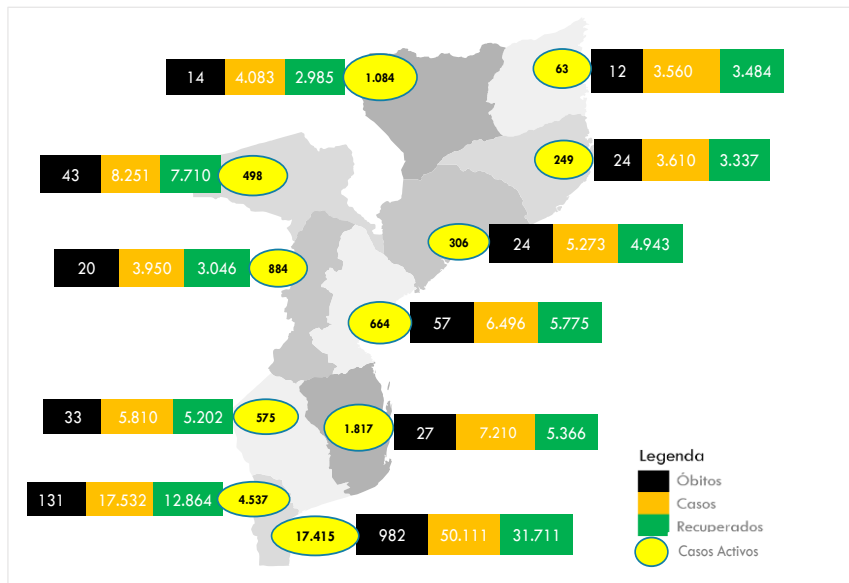 14 4.083 2.985 1.084
63 12 3.560 3.484
43 8.251 7.710 498
249 24 3.610 3.337
306 24 5.273 4.943
20 3.950 3.046 884
664 57 6.496 5.775
33 5.810 5.202 575
1.817 27 7.210 5.366
131 17.532 12.864 4.537
17.415 982 50.111 31.711
Legenda
Óbitos
Casos
Recuperados
Casos Activos